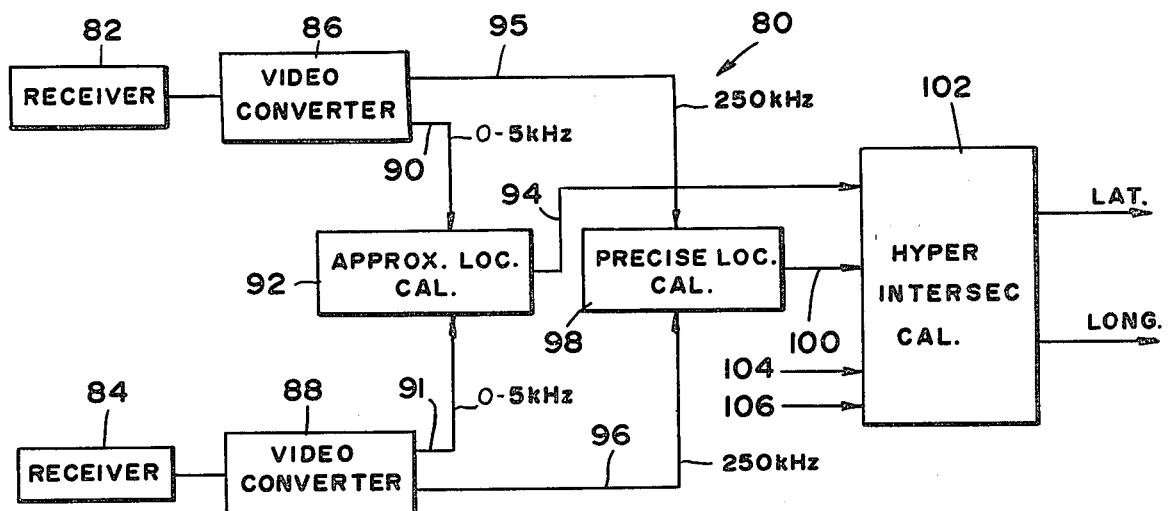 82
86
95
80
RECEIVER
VIDEO
CONVERTER
250kHz
102
90
0-5kHz
94
LAT.
92
APPROX. LOC.
CAL.
PRECISE LOC.
CAL.
98
100
HYPER
INTERSEC
CAL.
LONG.
104
106
84
88
91
0-5kHz
RECEIVER
VIDEO
CONVERTER
96
250kHz